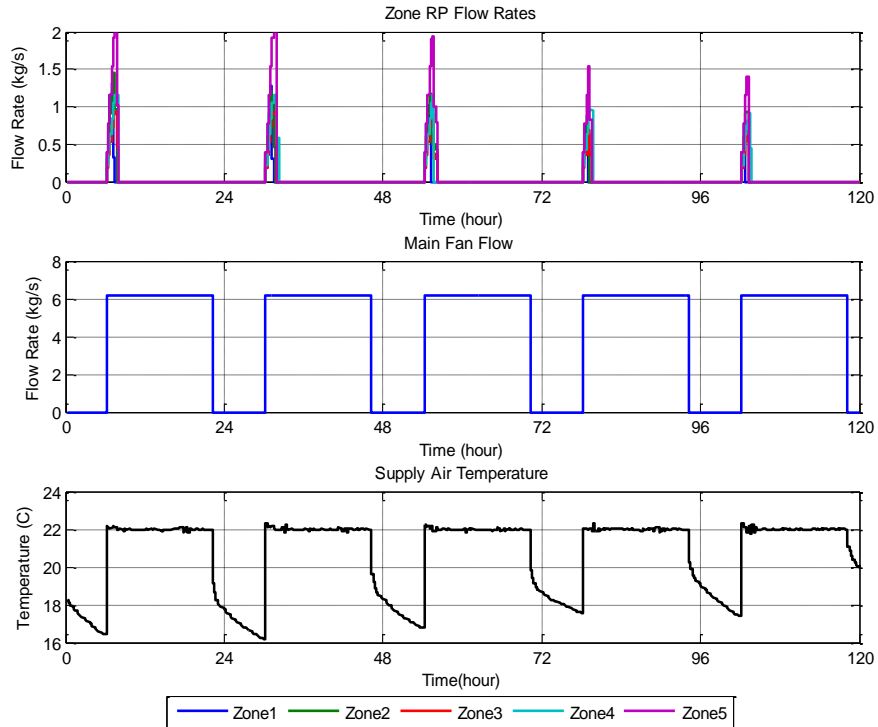 Zone RP Flow Rates
Flow Rate (kg/s)
2
1.5
1
0.5
0
0 24 48 72 96 120
Time (hour)
Main Fan Flow
Flow Rate (kg/s)
8
6
4
2
0
0 24 48 72 96 120
Time (hour)
Supply Air Temperature
Temperature (C)
24
22
20
18
16
0 24 48 72 96 120
Time(hour)
Zone1 Zone2 Zone3 Zone4 Zone5